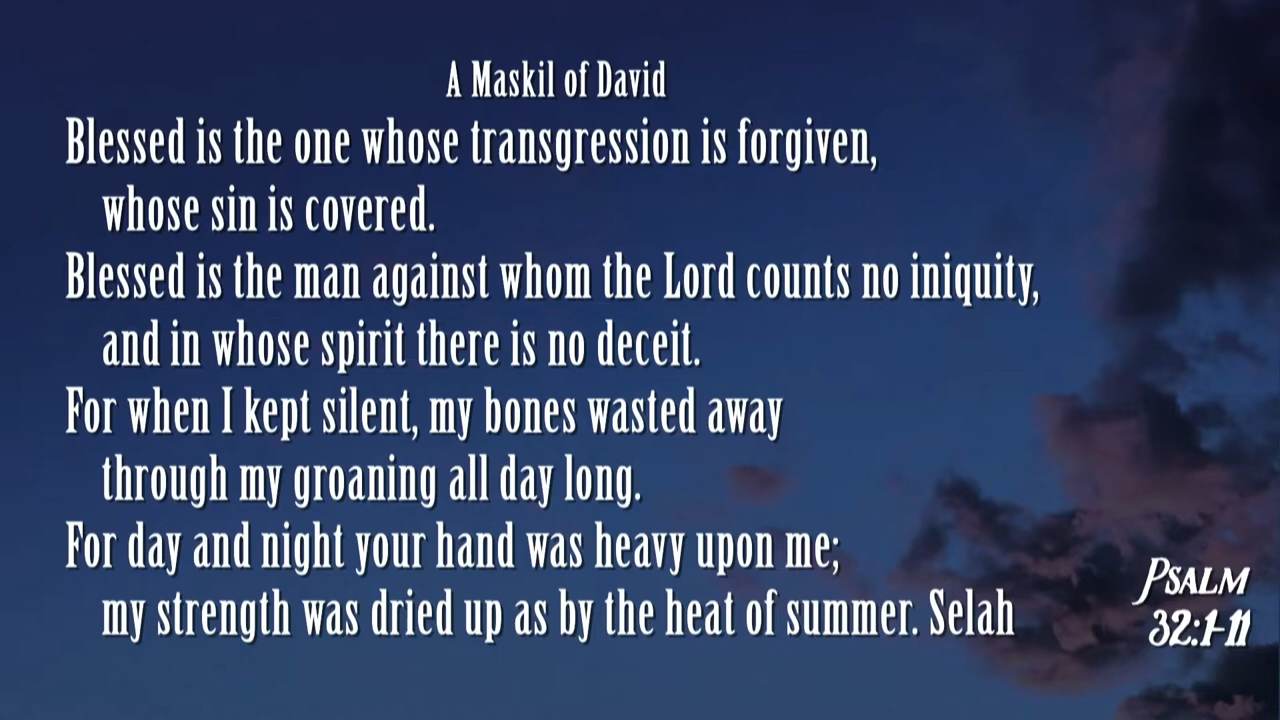 A Maskil of David
Blessed is the one whose transgression is forgiven,
whose sin is covered.
Blessed is the man against whom the Lord counts no iniquity,
and in whose spirit there is no deceit.
For when I kept silent, my bones wasted away
through my groaning all day long.
For day and night your hand was heavy upon me;
my strength was dried up as by the heat of summer. Selah
Psalm
32:1-11